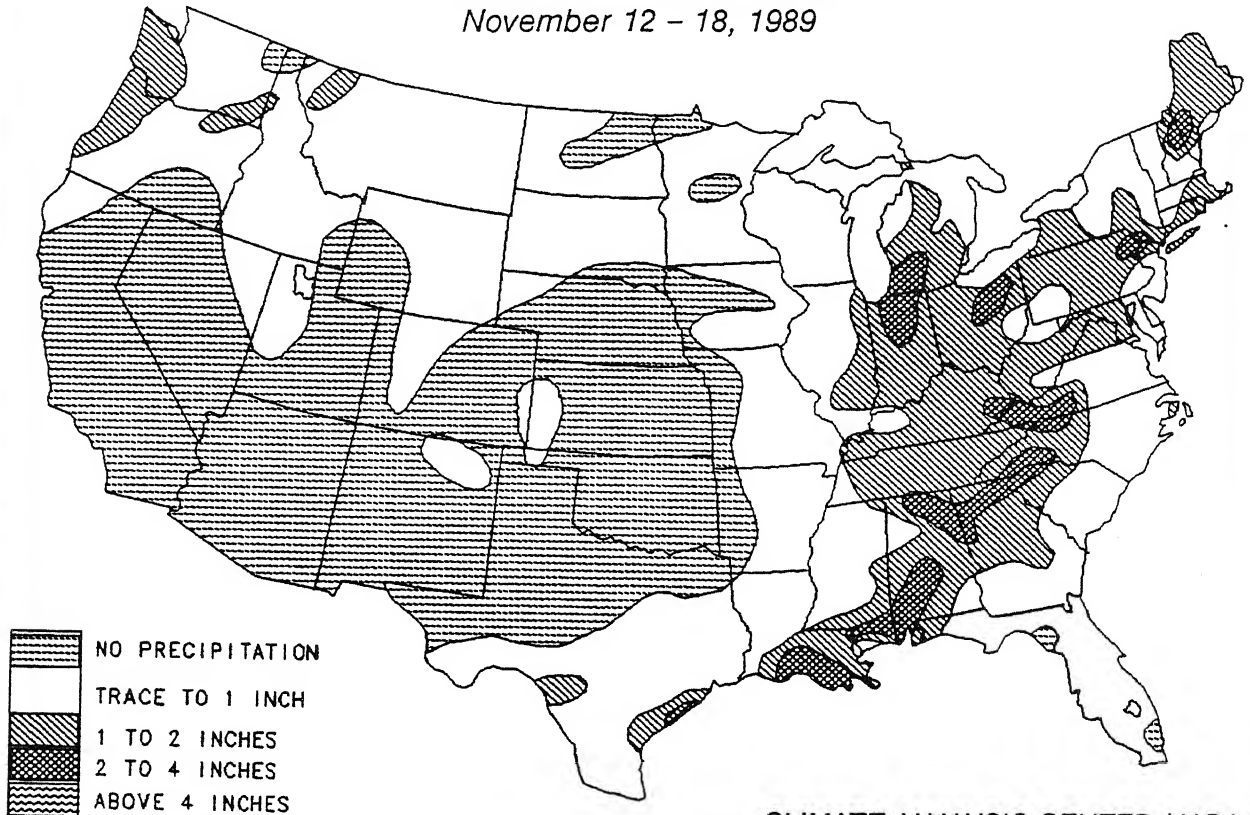 November 12 – 18, 1989
NO PRECIPITATION
TRACE TO 1 INCH
1 TO 2 INCHES
2 TO 4 INCHES
ABOVE 4 INCHES